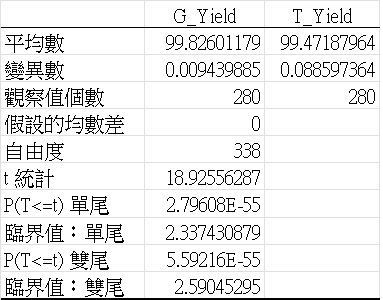 G_Yield T_Yield
平均數 99.82601179 99.47187964
變異數 0.009439885 0.088597364
觀察值個數 280 280
假設的均數差 0
自由度 338
t 統計 18.92556287
P(T<=t) 單尾 2.79608E-55
臨界值：單尾 2.337430879
P(T<=t) 雙尾 5.59216E-55
臨界值：雙尾 2.59045295